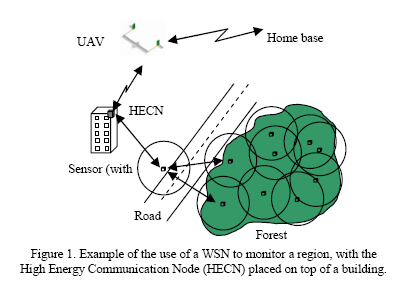 UAV
Home base
HECN
Sensor (with
Road
Forest
Figure 1. Example of the use of a WSN to monitor a region, with the
High Energy Communication Node (HECN) placed on top of a building.